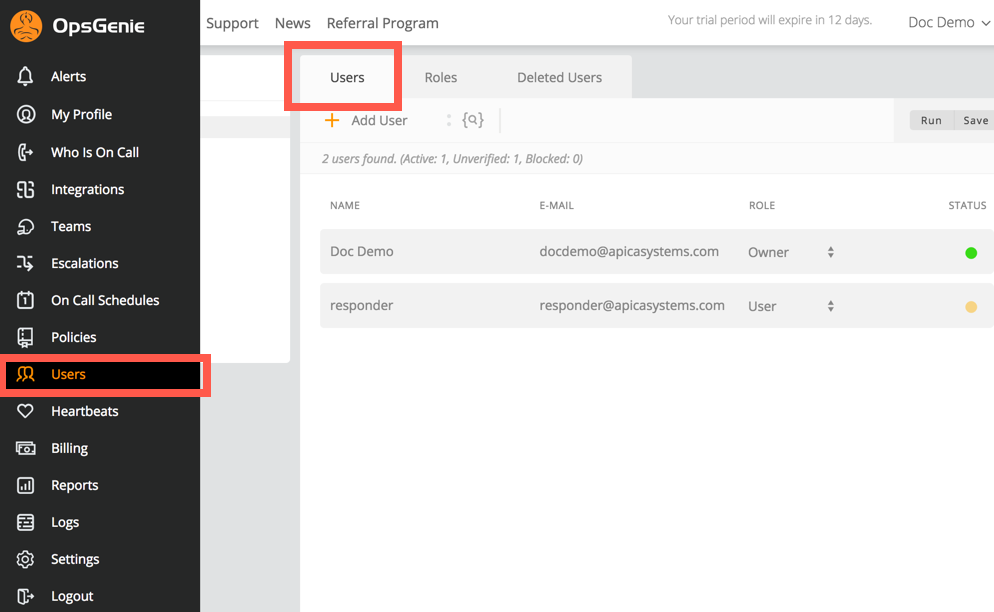 OpsGenie
Support News Referral Program
Your trial period will expire in 12 days.
Doc Demo
Alerts
My Profile
Who Is On Call
Integrations
Teams
Escalations
On Call Schedules
Policies
Users
Heartbeats
Billing
Reports
Logs
Settings
Logout
Users Roles Deleted Users
Add User
Run Save
2 users found. (Active: 1, Unverified: 1, Blocked: 0)
NAME E-MAIL ROLE STATUS
Doc Demo docdemo@apicasystems.com Owner
responder responder@apicasystems.com User